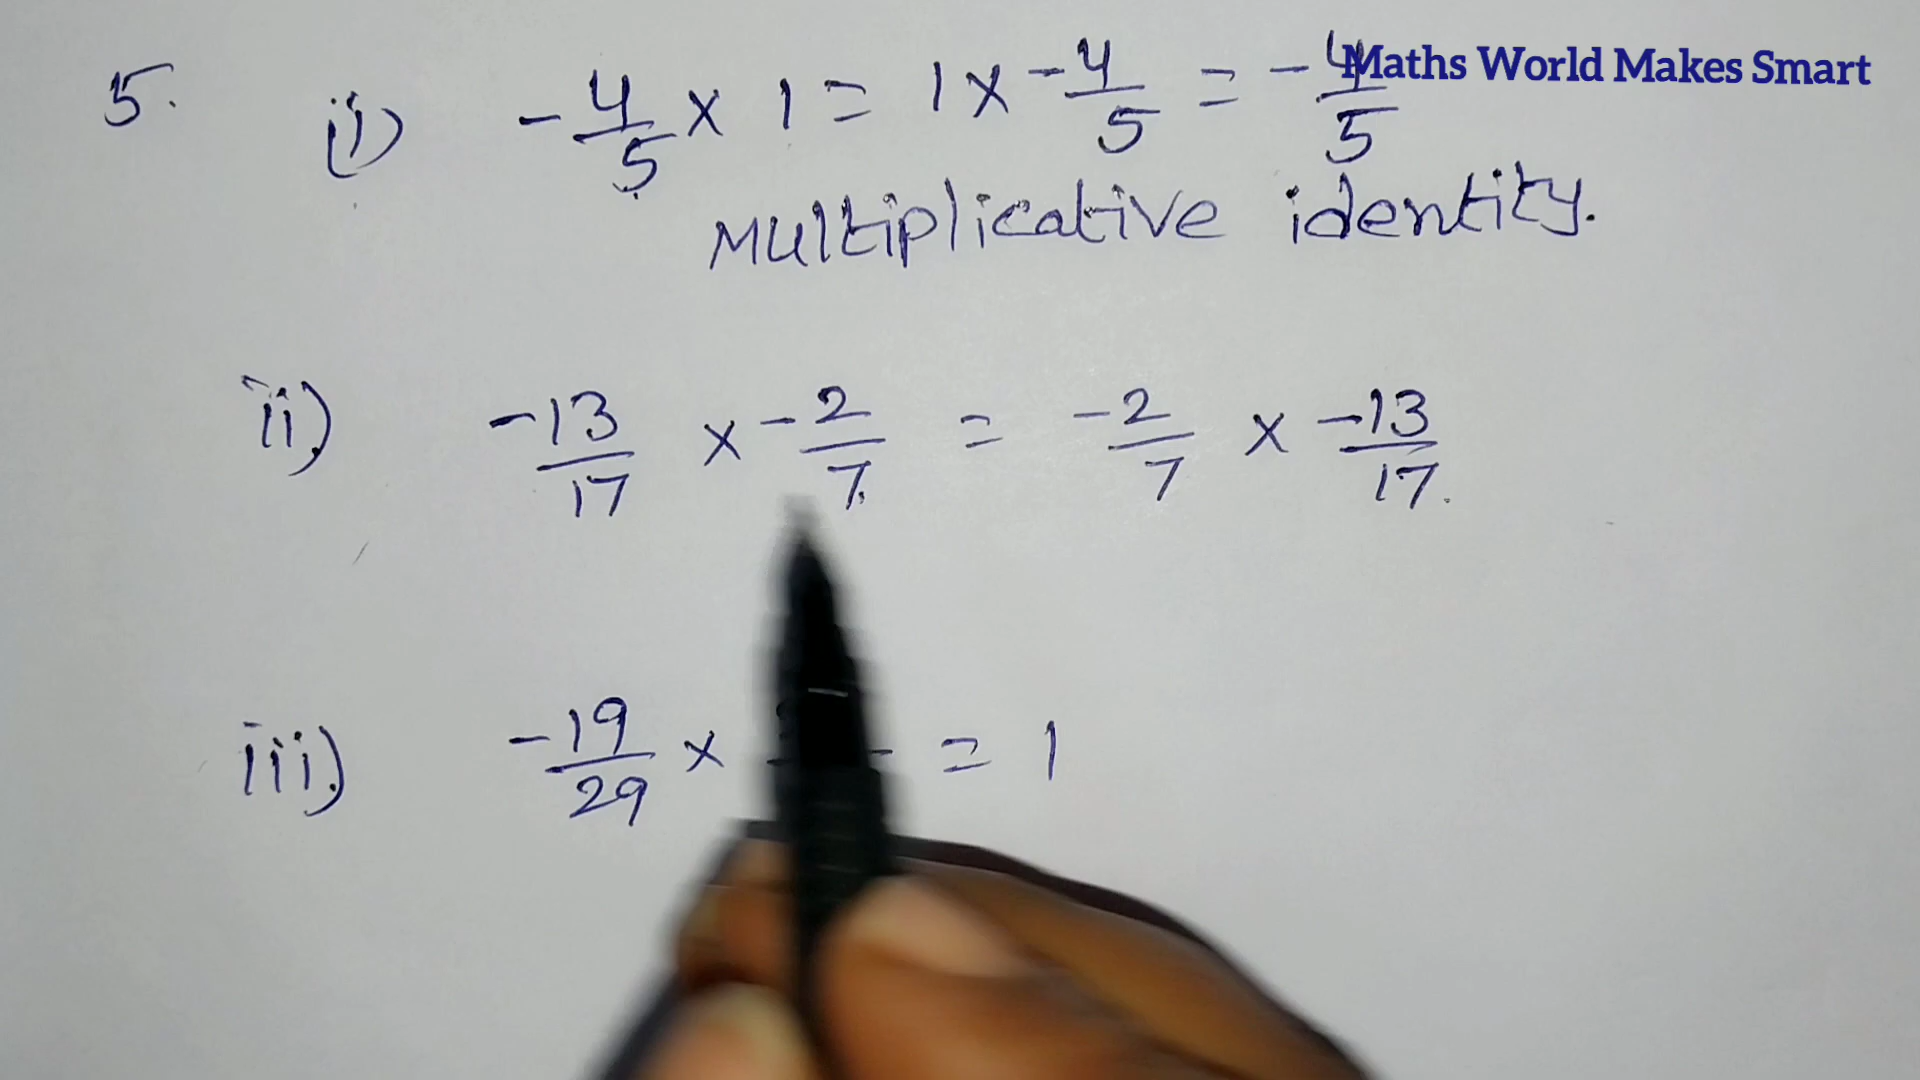 Maths World Makes Smart
5. i) -4/5 × 1 = 1 × -4/5 = -4/5
Multiplicative identity.
ii) -13/17 × -2/7 = -2/7 × -13/17.
iii) -19/29 × = 1